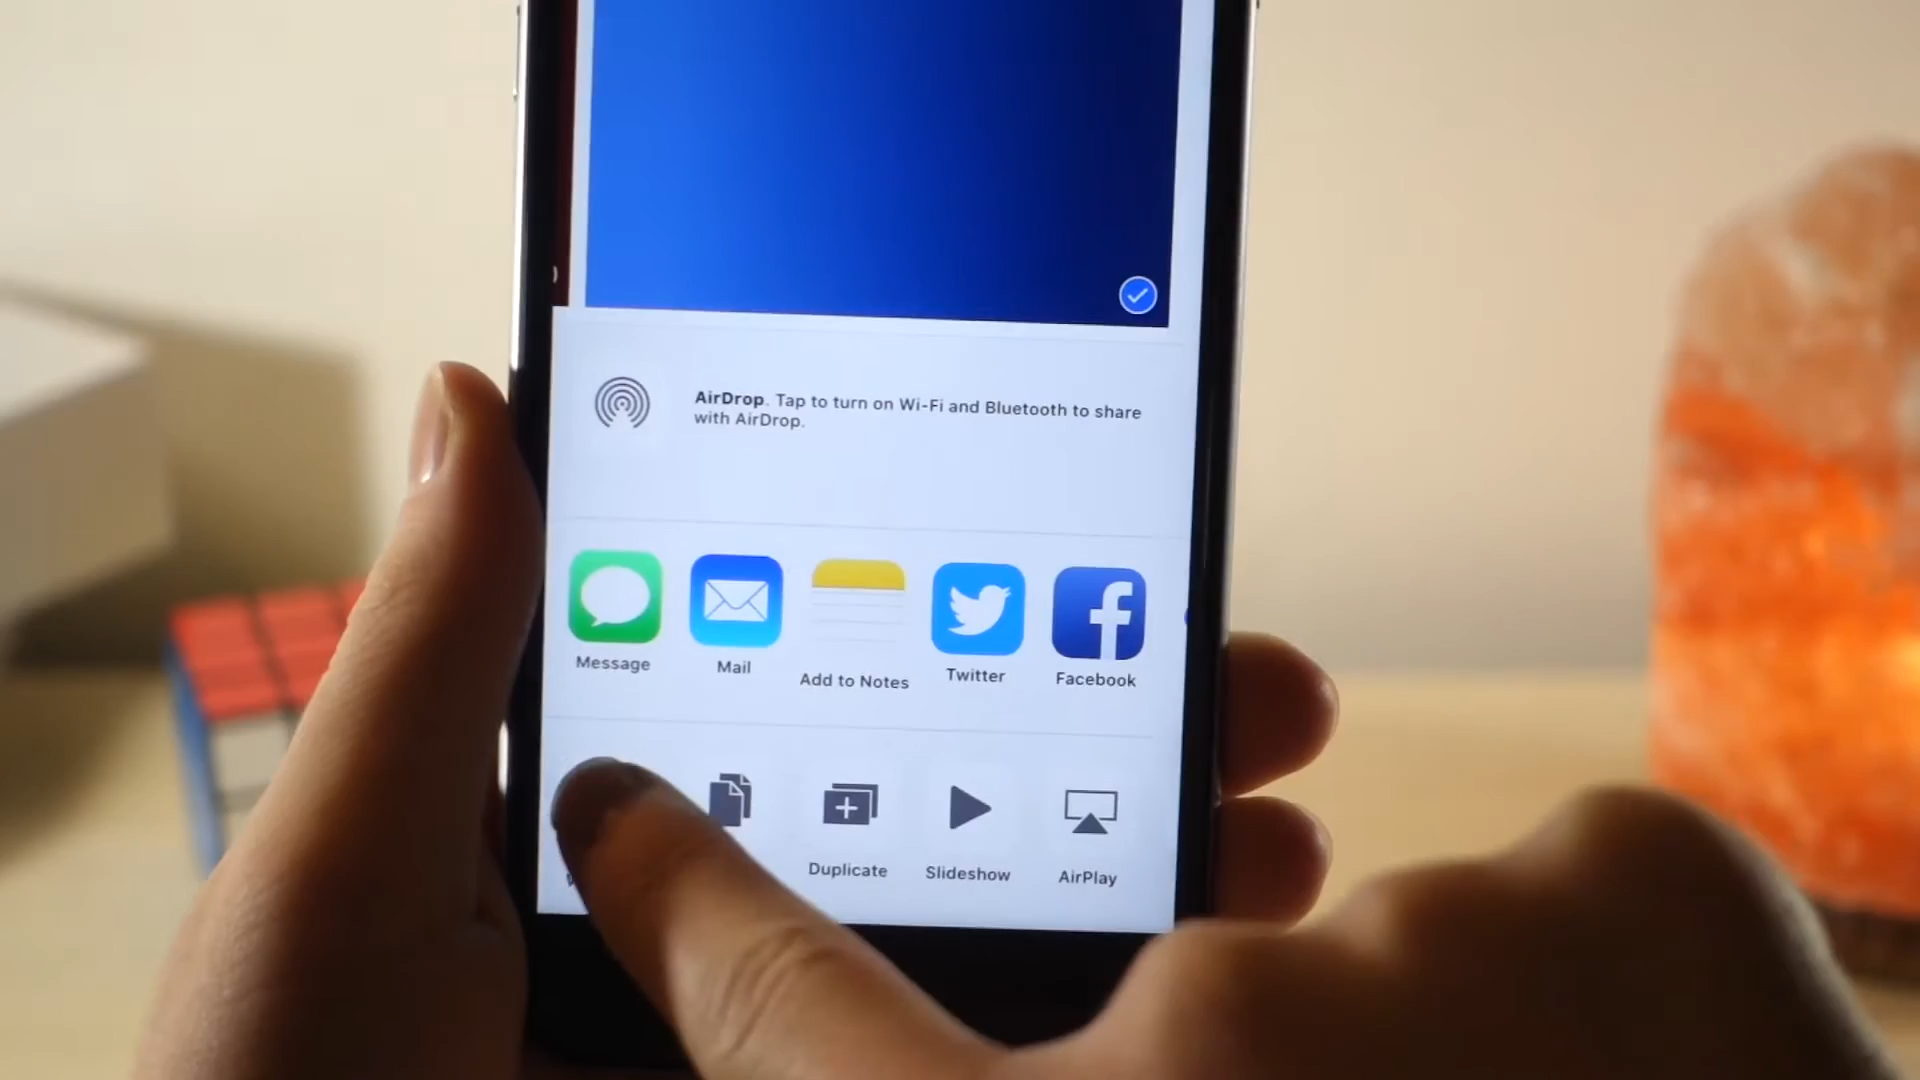 AirDrop. Tap to turn on Wi-Fi and Bluetooth to share
with AirDrop.
Message
Mail
Add to Notes
Twitter
Facebook
Duplicate
Slideshow
AirPlay